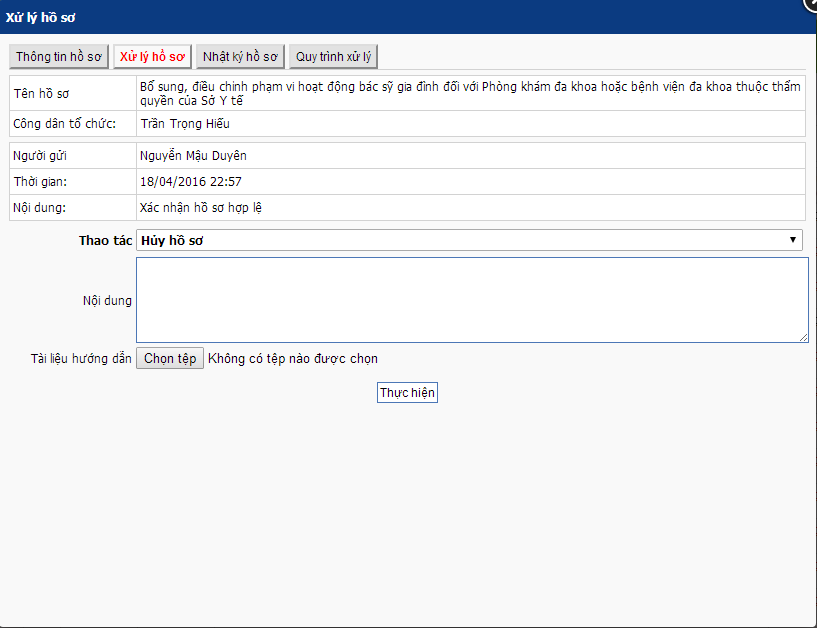 Xử lý hồ sơ
Thông tin hồ sơ Xử lý hồ sơ Nhật ký hồ sơ Quy trình xử lý
Tên hồ sơ Bổ sung, điều chỉnh phạm vi hoạt động bác sỹ gia đình đối với Phòng khám đa khoa hoặc bệnh viện đa khoa thuộc thẩm
quyền của Sở Y tế
Công dân tổ chức: Trần Trọng Hiếu
Người gửi Nguyễn Mậu Duyên
Thời gian: 18/04/2016 22:57
Nội dung: Xác nhận hồ sơ hợp lệ
Thao tác Hủy hồ sơ
Nội dung
Tài liệu hướng dẫn Chọn tệp Không có tệp nào được chọn
Thực hiện